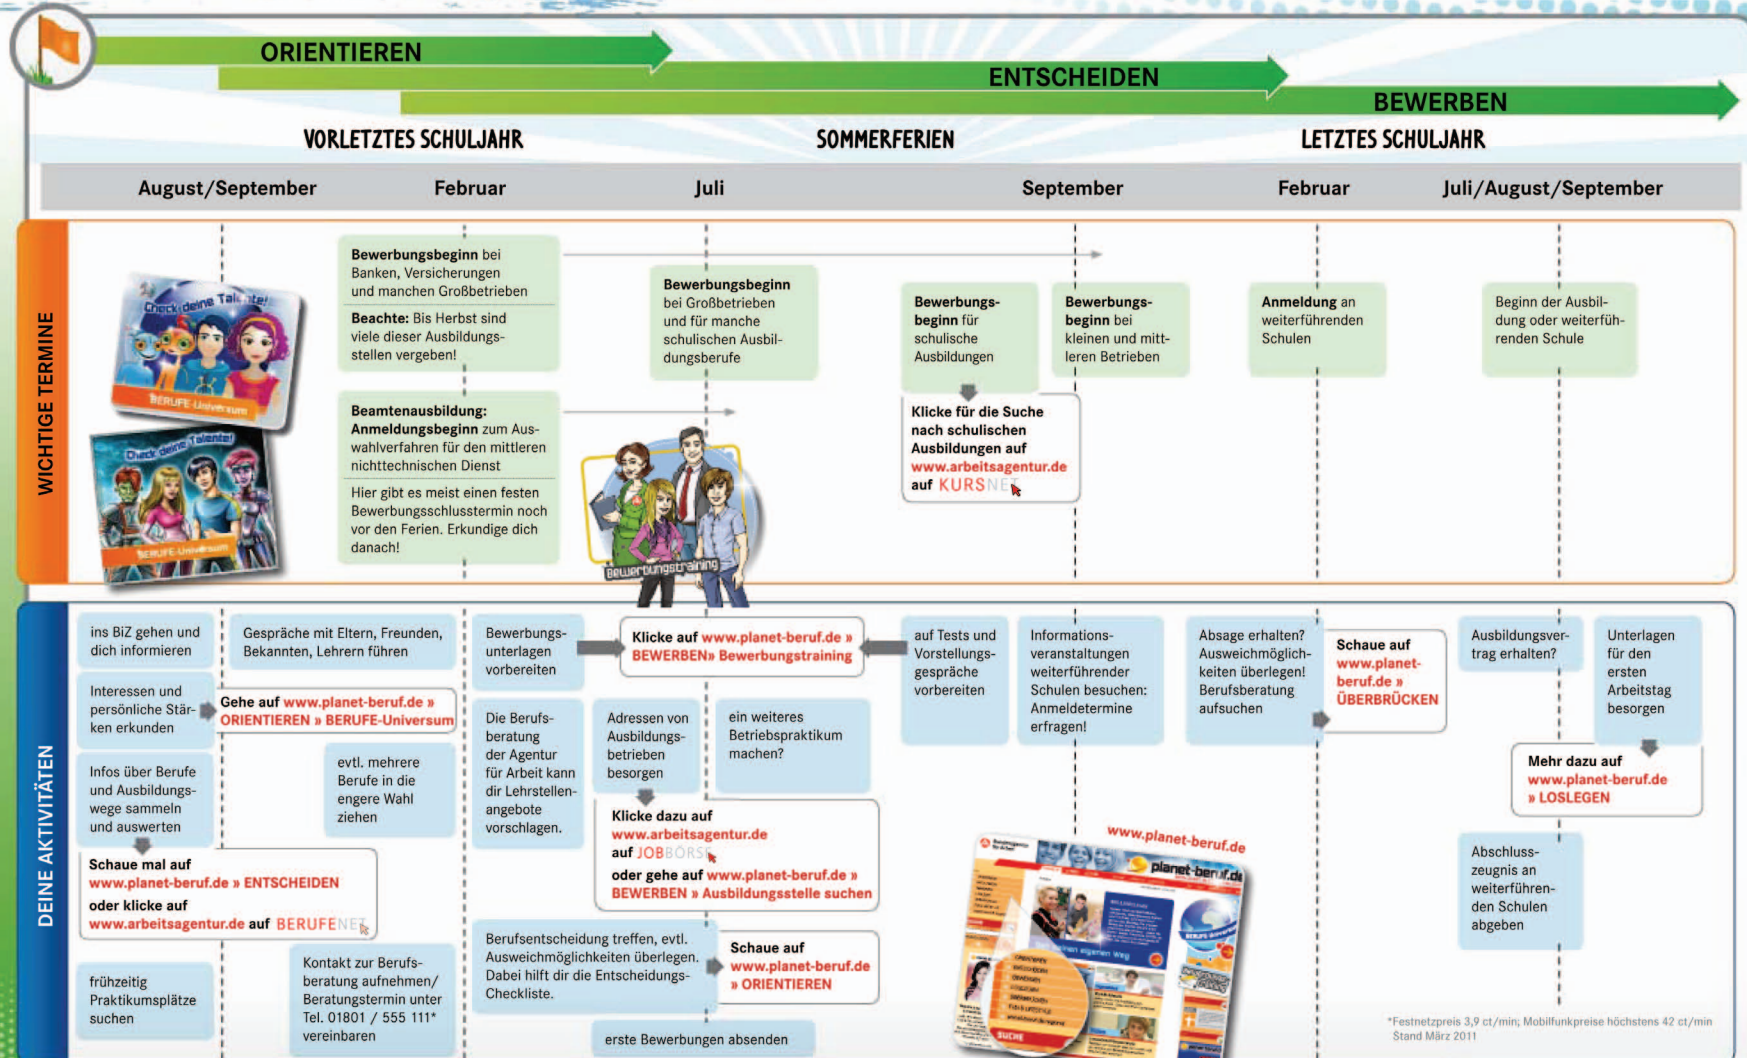 ORIENTIEREN
ENTSCHEIDEN
BEWERBEN
VORLETZTES SCHULJAHR
SOMMERFERIEN
LETZTES SCHULJAHR
August/September
Februar
Juli
September
Februar
Juli/August/September
WICHTIGE TERMINE
Check deine Talente!
BERUFE-Universum
Check deine Talente!
BERUFE-Universum
Bewerbungsbeginn bei
Banken, Versicherungen
und manchen Großbetrieben
Beachte: Bis Herbst sind
viele dieser Ausbildungs-
stellen vergeben!
Beamtenausbildung:
Anmeldungsbeginn zum Aus-
wahlverfahren für den mittleren
nichttechnischen Dienst
Hier gibt es meist einen festen
Bewerbungsschlusstermin noch
vor den Ferien. Erkundige dich
danach!
Bewerbungsbeginn
bei Großbetrieben
und für manche
schulischen Ausbil-
dungsberufe
Bewerbungstraining
Bewerbungs-
beginn für
schulische
Ausbildungen
Klicke für die Suche
nach schulischen
Ausbildungen auf
www.arbeitsagentur.de
auf KURSNET
Bewerbungs-
beginn bei
kleinen und mitt-
leren Betrieben
Anmeldung an
weiterführenden
Schulen
Beginn der Ausbil-
dung oder weiterfüh-
renden Schule
DEINE AKTIVITÄTEN
ins BiZ gehen und
dich informieren
Gespräche mit Eltern, Freunden,
Bekannten, Lehrern führen
Interessen und
persönliche Stär-
ken erkunden
Gehe auf www.planet-beruf.de »
ORIENTIEREN » BERUFE-Universum
Infos über Berufe
und Ausbildungs-
wege sammeln
und auswerten
evtl. mehrere
Berufe in die
engere Wahl
ziehen
Schaue mal auf
www.planet-beruf.de » ENTSCHEIDEN
oder klicke auf
www.arbeitsagentur.de auf BERUFENET
frühzeitig
Praktikumsplätze
suchen
Kontakt zur Berufs-
beratung aufnehmen/
Beratungstermin unter
Tel. 01801 / 555 111*
vereinbaren
Bewerbungs-
unterlagen
vorbereiten
Klicke auf www.planet-beruf.de »
BEWERBEN» Bewerbungstraining
Die Berufs-
beratung
der Agentur
für Arbeit kann
dir Lehrstellen-
angebote
vorschlagen.
Adressen von
Ausbildungs-
betrieben
besorgen
ein weiteres
Betriebspraktikum
machen?
Klicke dazu auf
www.arbeitsagentur.de
auf JOBBÖRSE
oder gehe auf www.planet-beruf.de »
BEWERBEN » Ausbildungsstelle suchen
Berufsentscheidung treffen, evtl.
Ausweichmöglichkeiten überlegen.
Dabei hilft dir die Entscheidungs-
Checkliste.
Schaue auf
www.planet-beruf.de
» ORIENTIEREN
erste Bewerbungen absenden
auf Tests und
Vorstellungs-
gespräche
vorbereiten
Informations-
veranstaltungen
weiterführender
Schulen besuchen:
Anmeldetermine
erfragen!
Absage erhalten?
Ausweichmöglich-
keiten überlegen!
Berufsberatung
aufsuchen
Schaue auf
www.planet-
beruf.de »
ÜBERBRÜCKEN
Ausbildungsver-
trag erhalten?
Unterlagen
für den
ersten
Arbeitstag
besorgen
Mehr dazu auf
www.planet-beruf.de
» LOSLEGEN
Abschluss-
zeugnis an
weiterführen-
den Schulen
abgeben
www.planet-beruf.de
planet-beruf.de
SUCHE
*Festnetzpreis 3,9 ct/min; Mobilfunkpreise höchstens 42 ct/min
Stand März 2011